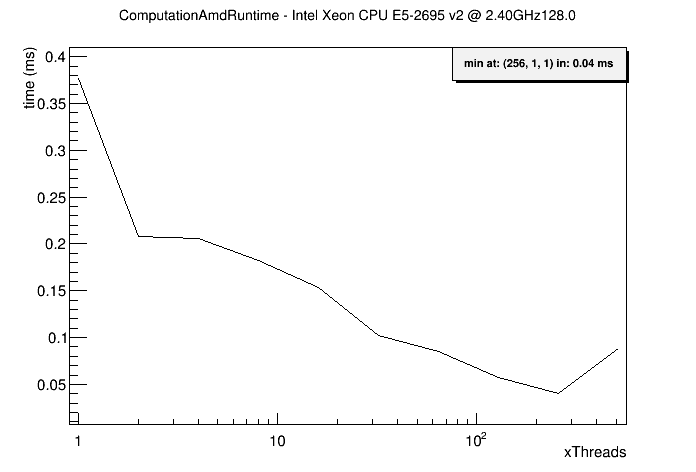 ComputationAmdRuntime - Intel Xeon CPU E5-2695 v2 @ 2.40GHz128.0
min at: (256, 1, 1) in: 0.04 ms
time (ms)
0.4
0.35
0.3
0.25
0.2
0.15
0.1
0.05
1
10
10²
xThreads